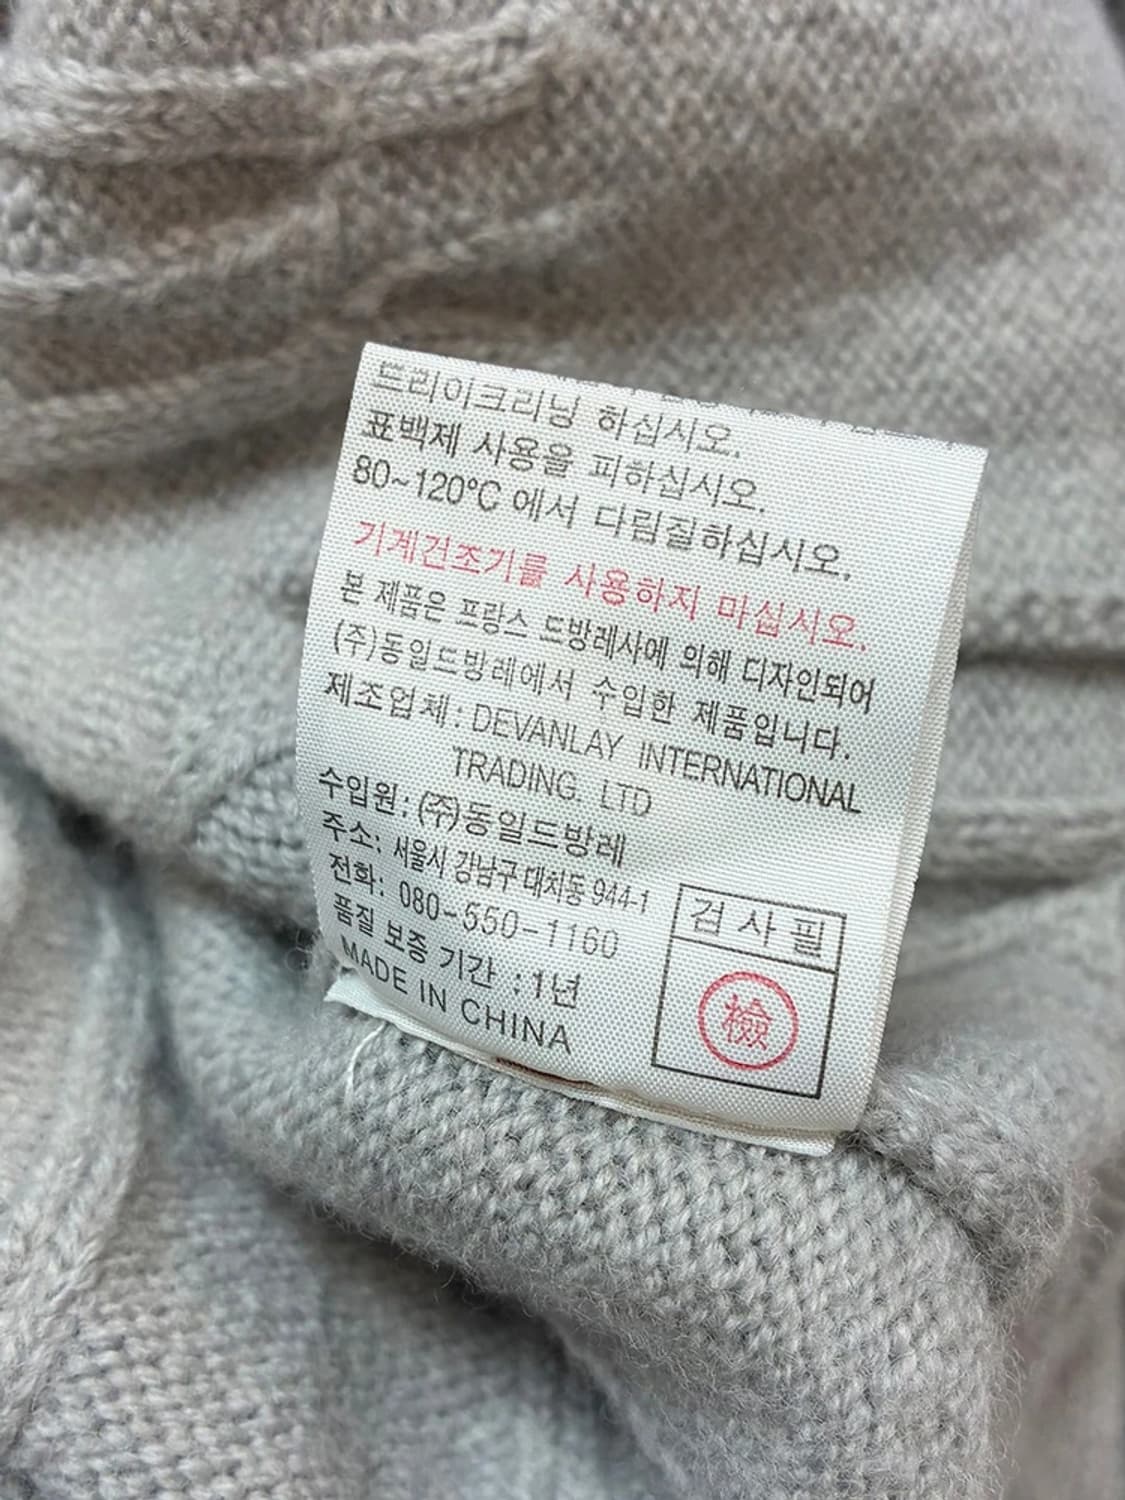 드라이크리닝 하십시오.
표백제 사용을 피하십시오.
80~120°C 에서 다림질하십시오.
기계건조기를 사용하지 마십시오.
본 제품은 프랑스 드방레사에 의해 디자인되어
(주)동일드방레에서 수입한 제품입니다.
제조업체: DEVANLAY INTERNATIONAL
TRADING. LTD
수입원: (주)동일드방레
주소: 서울시 강남구 대치동 944-1
전화: 080-550-1160
품질 보증 기간 : 1년
MADE IN CHINA
검사필
檢